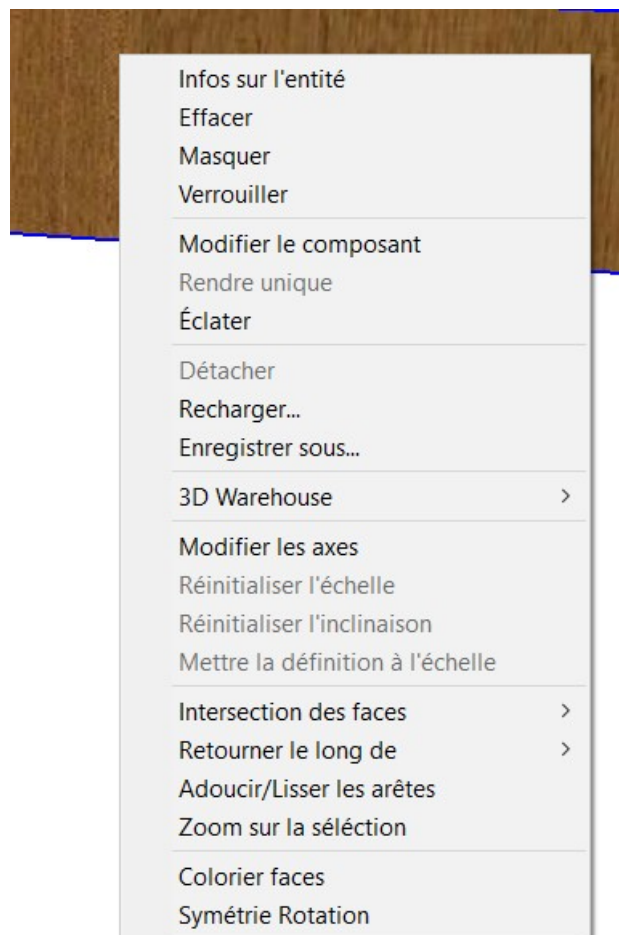 Infos sur l'entité
Effacer
Masquer
Verrouiller
Modifier le composant
Rendre unique
Éclater
Détacher
Recharger...
Enregistrer sous...
3D Warehouse
Modifier les axes
Réinitialiser l'échelle
Réinitialiser l'inclinaison
Mettre la définition à l'échelle
Intersection des faces
Retourner le long de
Adoucir/Lisser les arêtes
Zoom sur la séléction
Colorier faces
Symétrie Rotation